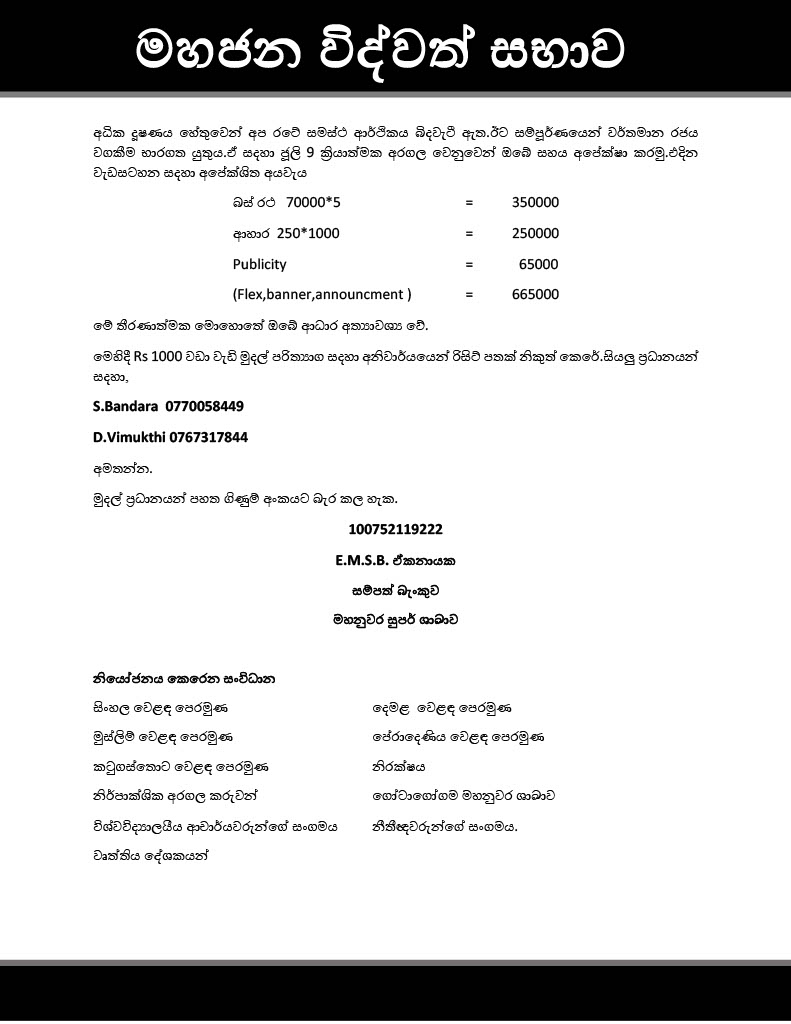 මහජන විද්වත් සභාව
අධික දූෂණය හේතුවෙන් අප රටේ සමස්ථ ආර්ථිකය බිදවැටී ඇත.ඊට සම්පූර්ණයෙන් වර්තමාන රජය
වගකීම භාරගත යුතුය.ඒ සඳහා ජූලි 9 ක්‍රියාත්මක අරගල වෙනුවෙන් ඔබේ සහය අපේක්ෂා කරමු.එදින
වැඩසටහන සඳහා අපේක්ශිත අයවැය
බස් රථ 70000*5 = 350000
ආහාර 250*1000 = 250000
Publicity = 65000
(Flex,banner,announcment ) = 665000
මේ තීරණාත්මක මොහොතේ ඔබේ ආධාර අත්‍යාවශ්‍ය වේ.
මෙහිදී Rs 1000 වඩා වැඩි මුදල් පරිත්‍යාග සඳහා අනිවාර්යයෙන් රිසිට් පතක් නිකුත් කෙරේ.සියලු ප්‍රධානයන්
සඳහා,
S.Bandara 0770058449
D.Vimukthi 0767317844
අමතන්න.
මුදල් ප්‍රධානයන් පහත ගිණුම් අංකයට බැර කල හැක.
100752119222
E.M.S.B. ඒකනායක
සම්පත් බැංකුව
මහනුවර සුපර් ශාඛාව
නියෝජනය කෙරෙන සංවිධාන
සිංහල වෙළඳ පෙරමුණ දෙමළ වෙළඳ පෙරමුණ
මුස්ලිම් වෙළඳ පෙරමුණ පේරාදෙණිය වෙළඳ පෙරමුණ
කටුගස්තොට වෙළඳ පෙරමුණ නිරක්ෂය
නිර්පාක්ශික අරගල කරුවන් ගෝටාගෝගම මහනුවර ශාඛාව
විශ්වවිද්‍යාලයීය ආචාර්යවරුන්ගේ සංගමය නීතීඥවරුන්ගේ සංගමය.
වෘත්තිය දේශකයන්